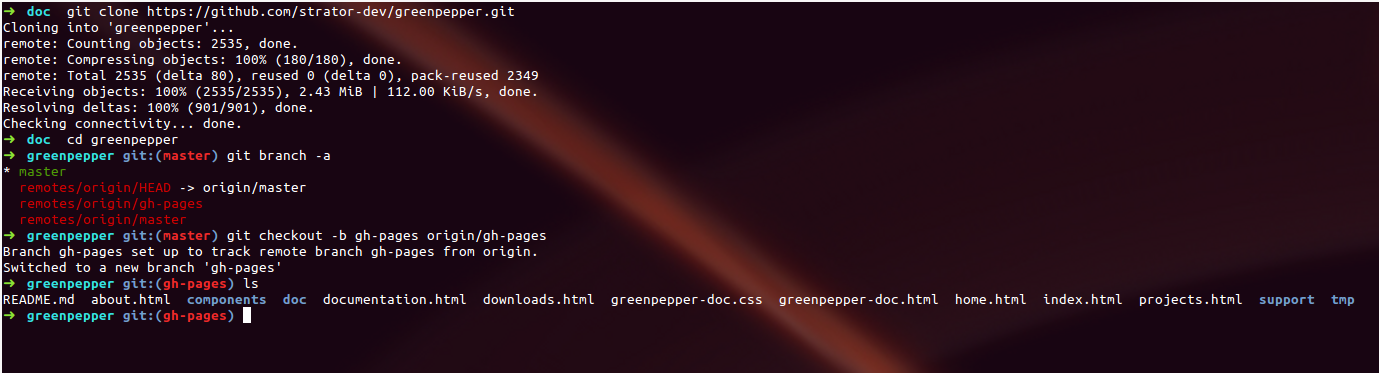 ➜ doc git clone https://github.com/strator-dev/greenpepper.git
Cloning into 'greenpepper'...
remote: Counting objects: 2535, done.
remote: Compressing objects: 100% (180/180), done.
remote: Total 2535 (delta 80), reused 0 (delta 0), pack-reused 2349
Receiving objects: 100% (2535/2535), 2.43 MiB | 112.00 KiB/s, done.
Resolving deltas: 100% (901/901), done.
Checking connectivity... done.
➜ doc cd greenpepper
➜ greenpepper git:(master) git branch -a
* master
remotes/origin/HEAD -> origin/master
remotes/origin/gh-pages
remotes/origin/master
➜ greenpepper git:(master) git checkout -b gh-pages origin/gh-pages
Branch gh-pages set up to track remote branch gh-pages from origin.
Switched to a new branch 'gh-pages'
➜ greenpepper git:(gh-pages) ls
README.md about.html components doc documentation.html downloads.html greenpepper-doc.css greenpepper-doc.html home.html index.html projects.html support tmp
➜ greenpepper git:(gh-pages)